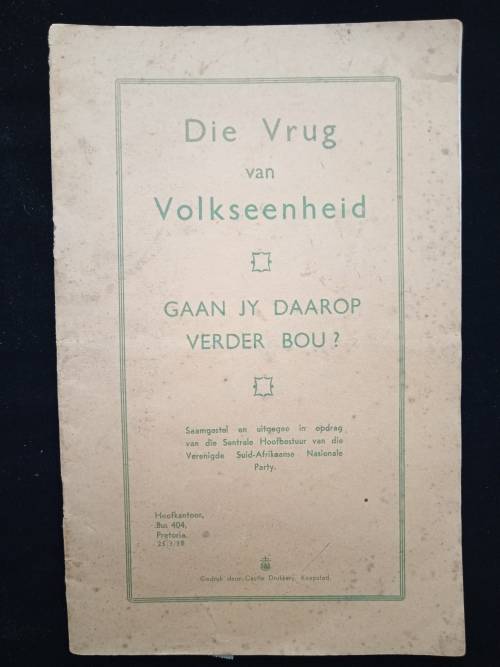 Die Vrug
van
Volkseenheid
GAAN JY DAAROP
VERDER BOU?
Saamgestel en uitgegee in opdrag
van die Sentrale Hoofbestuur van die
Verenigde Suid-Afrikaanse Nasionale
Party.
Hoofkantoor,
Bus 404,
Pretoria.
Gedruk deur Castle Drukkery, Kaapstad.